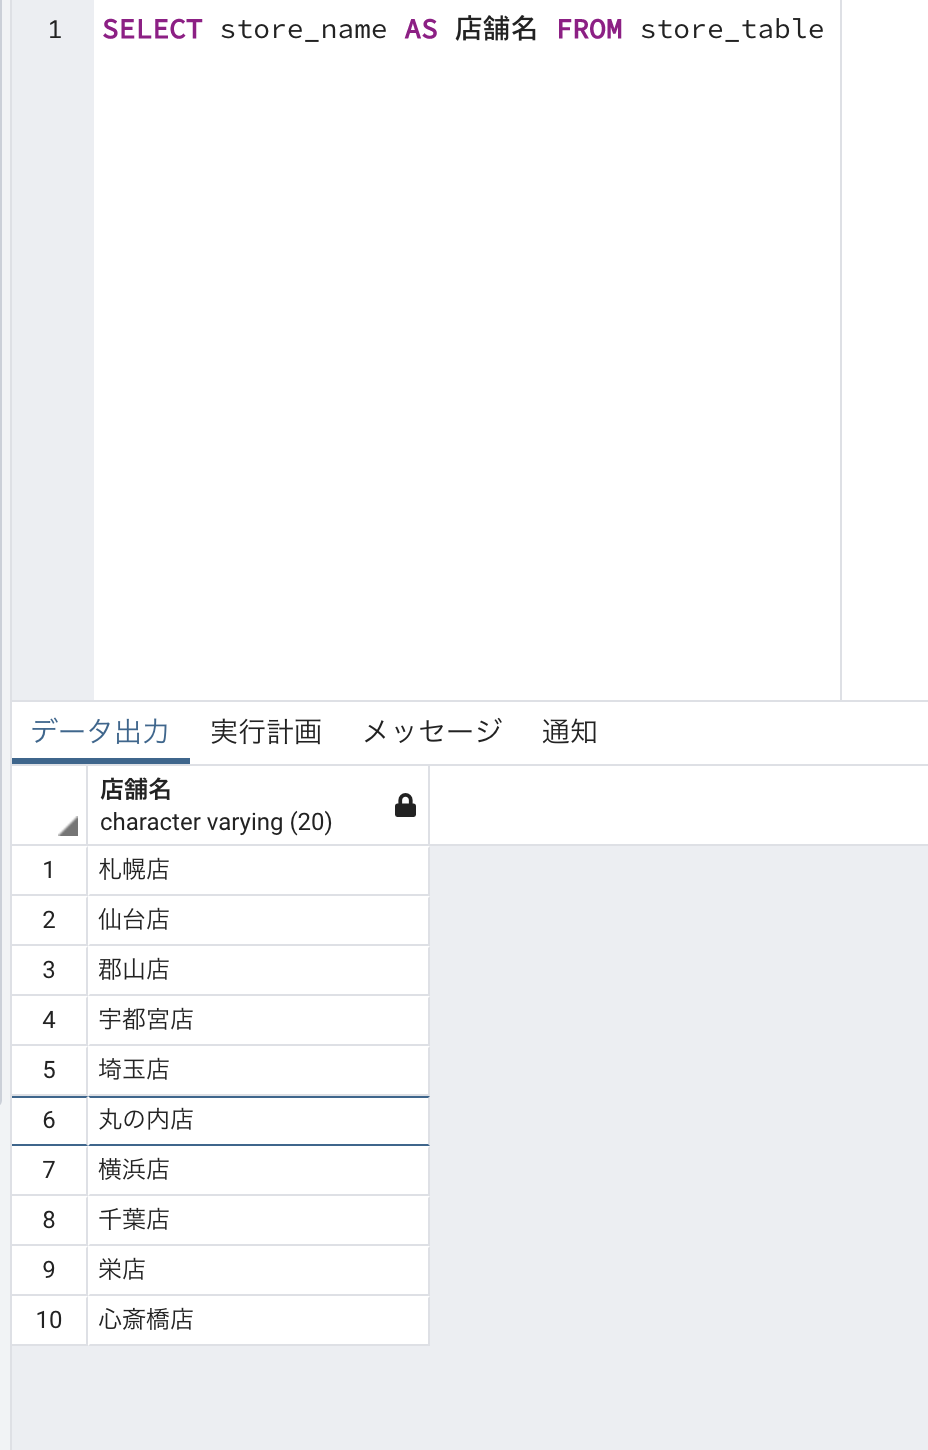 1 SELECT store_name AS 店舗名 FROM store_table
データ出力 実行計画 メッセージ 通知
店舗名
character varying (20)
1 札幌店
2 仙台店
3 郡山店
4 宇都宮店
5 埼玉店
6 丸の内店
7 横浜店
8 千葉店
9 栄店
10 心斎橋店